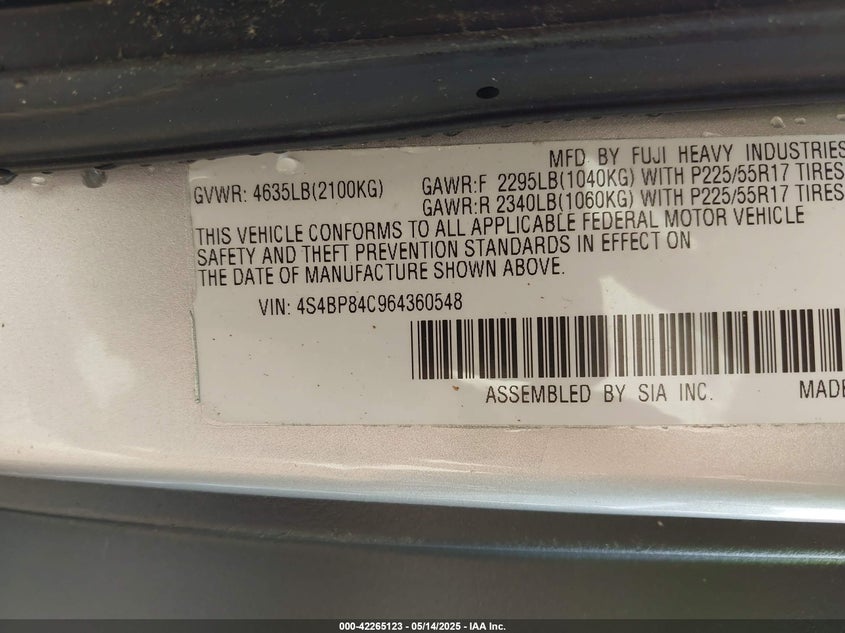 MFD BY FUJI HEAVY INDUSTRIES
GVWR: 4635LB(2100KG)
GAWR:F 2295LB(1040KG) WITH P225/55R17 TIRES
GAWR:R 2340LB(1060KG) WITH P225/55R17 TIRES
THIS VEHICLE CONFORMS TO ALL APPLICABLE FEDERAL MOTOR VEHICLE
SAFETY AND THEFT PREVENTION STANDARDS IN EFFECT ON
THE DATE OF MANUFACTURE SHOWN ABOVE.
VIN: 4S4BP84C964360548
ASSEMBLED BY SIA INC.
MADE
000-42265123 — 05/14/2025 — IAA Inc.